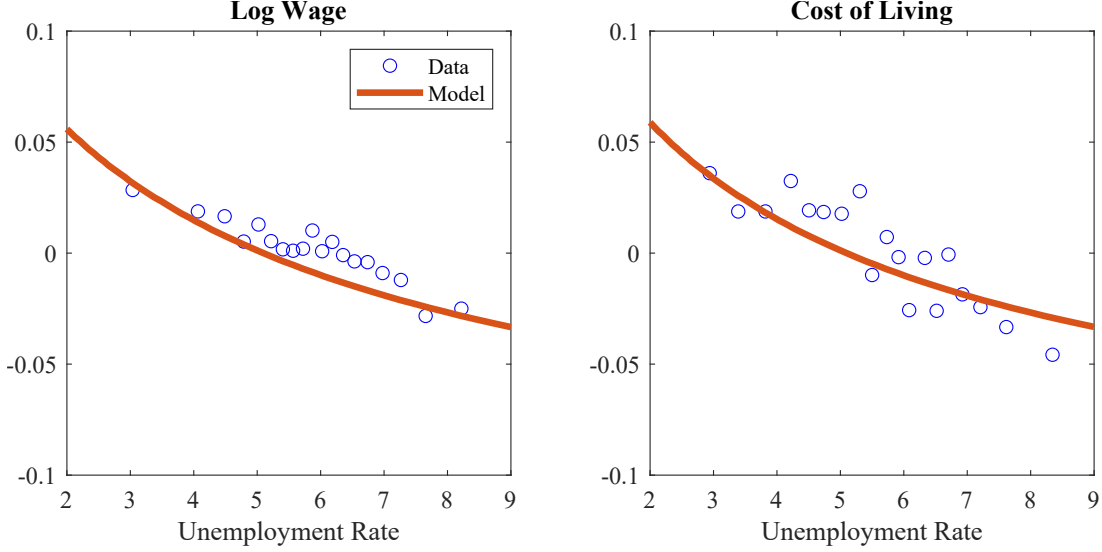 Log Wage
0.1
0.05
0
-0.05
-0.1
2 3 4 5 6 7 8 9
Unemployment Rate
Data
Model
Cost of Living
0.1
0.05
0
-0.05
-0.1
2 3 4 5 6 7 8 9
Unemployment Rate